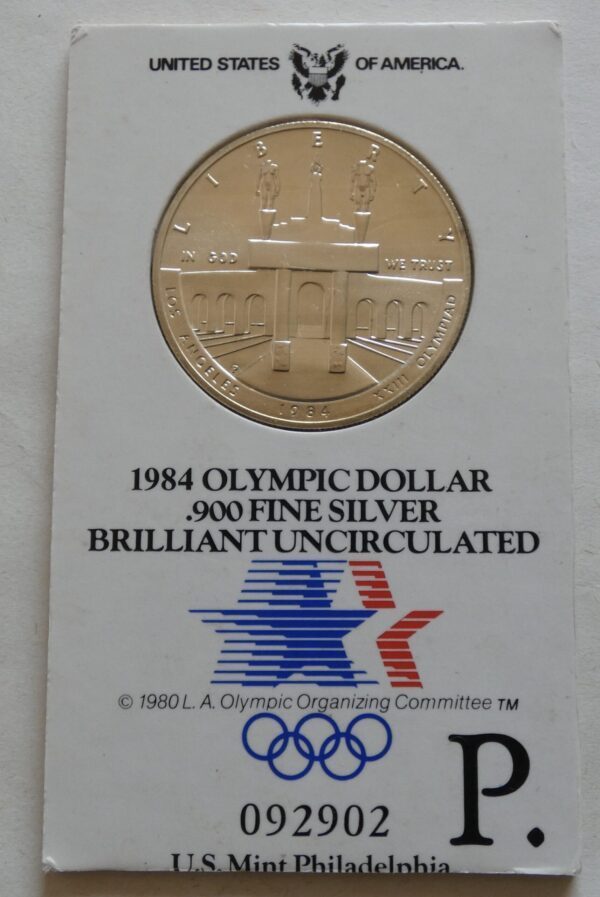 UNITED STATES OF AMERICA.
LIBERTY
IN GOD WE TRUST
LOS ANGELES XXIII OLYMPIAD
P
1984
1984 OLYMPIC DOLLAR
.900 FINE SILVER
BRILLIANT UNCIRCULATED
© 1980 L. A. Olympic Organizing Committee TM
P.
092902
U.S. Mint Philadelphia